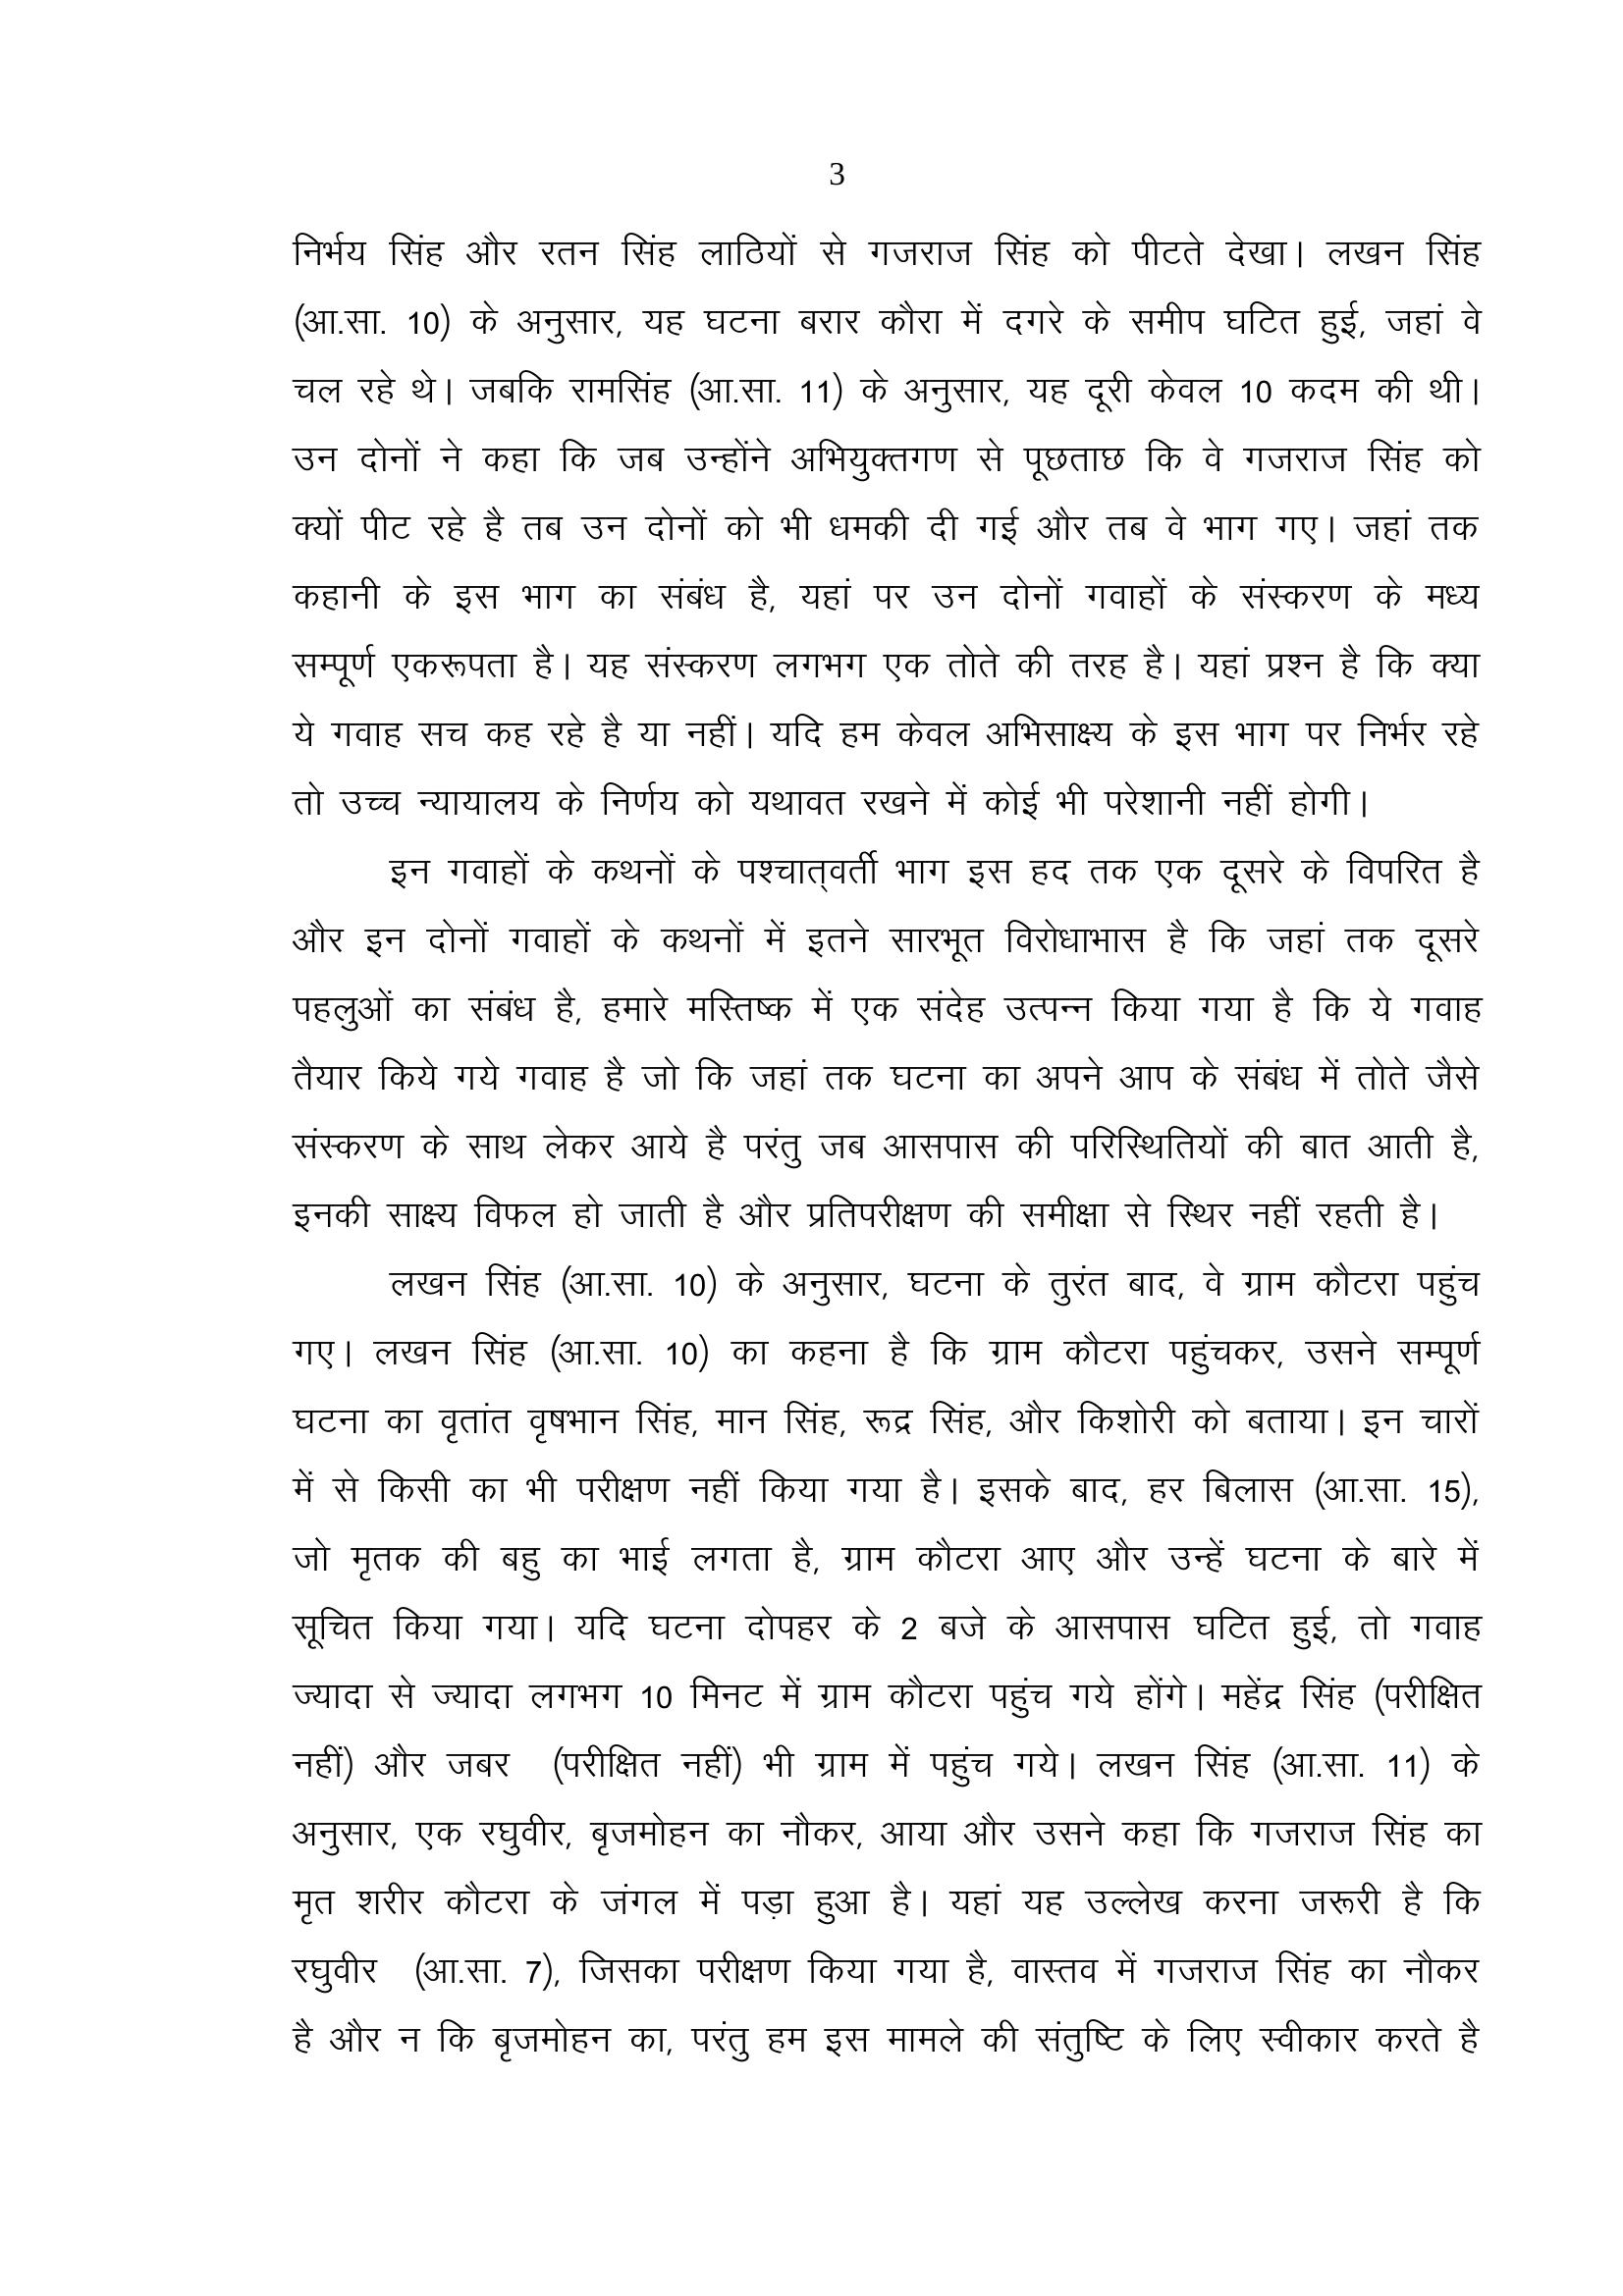 3
निर्भय सिंह और रतन सिंह लाठियों से गजराज सिंह को पीटते देखा। लखन सिंह
(आ.सा. 10) के अनुसार, यह घटना बरार कौरा में दगरे के समीप घटित हुई, जहां वे
चल रहे थे। जबकि रामसिंह (आ.सा. 11) के अनुसार, यह दूरी केवल 10 कदम की थी।
उन दोनों ने कहा कि जब उन्होंने अभियुक्तगण से पूछताछ कि वे गजराज सिंह को
क्यों पीट रहे है तब उन दोनों को भी धमकी दी गई और तब वे भाग गए। जहां तक
कहानी के इस भाग का संबंध है, यहां पर उन दोनों गवाहों के संस्करण के मध्य
सम्पूर्ण एकरूपता है। यह संस्करण लगभग एक तोते की तरह है। यहां प्रश्न है कि क्या
ये गवाह सच कह रहे है या नहीं। यदि हम केवल अभिसाक्ष्य के इस भाग पर निर्भर रहे
तो उच्च न्यायालय के निर्णय को यथावत रखने में कोई भी परेशानी नहीं होगी।
इन गवाहों के कथनों के पश्चात्‌वर्ती भाग इस हद तक एक दूसरे के विपरित है
और इन दोनों गवाहों के कथनों में इतने सारभूत विरोधाभास है कि जहां तक दूसरे
पहलुओं का संबंध है, हमारे मस्तिष्क में एक संदेह उत्पन्न किया गया है कि ये गवाह
तैयार किये गये गवाह है जो कि जहां तक घटना का अपने आप के संबंध में तोते जैसे
संस्करण के साथ लेकर आये है परंतु जब आसपास की परिस्थितियों की बात आती है,
इनकी साक्ष्य विफल हो जाती है और प्रतिपरीक्षण की समीक्षा से स्थिर नहीं रहती है।
लखन सिंह (आ.सा. 10) के अनुसार, घटना के तुरंत बाद, वे ग्राम कौटरा पहुंच
गए। लखन सिंह (आ.सा. 10) का कहना है कि ग्राम कौटरा पहुंचकर, उसने सम्पूर्ण
घटना का वृतांत वृषभान सिंह, मान सिंह, रूद्र सिंह, और किशोरी को बताया। इन चारों
में से किसी का भी परीक्षण नहीं किया गया है। इसके बाद, हर बिलास (आ.सा. 15),
जो मृतक की बहु का भाई लगता है, ग्राम कौटरा आए और उन्हें घटना के बारे में
सूचित किया गया। यदि घटना दोपहर के 2 बजे के आसपास घटित हुई, तो गवाह
ज्यादा से ज्यादा लगभग 10 मिनट में ग्राम कौटरा पहुंच गये होंगे। महेंद्र सिंह (परीक्षित
नहीं) और जबर (परीक्षित नहीं) भी ग्राम में पहुंच गये। लखन सिंह (आ.सा. 11) के
अनुसार, एक रघुवीर, बृजमोहन का नौकर, आया और उसने कहा कि गजराज सिंह का
मृत शरीर कौटरा के जंगल में पड़ा हुआ है। यहां यह उल्लेख करना जरूरी है कि
रघुवीर (आ.सा. 7), जिसका परीक्षण किया गया है, वास्तव में गजराज सिंह का नौकर
है और न कि बृजमोहन का, परंतु हम इस मामले की संतुष्टि के लिए स्वीकार करते है